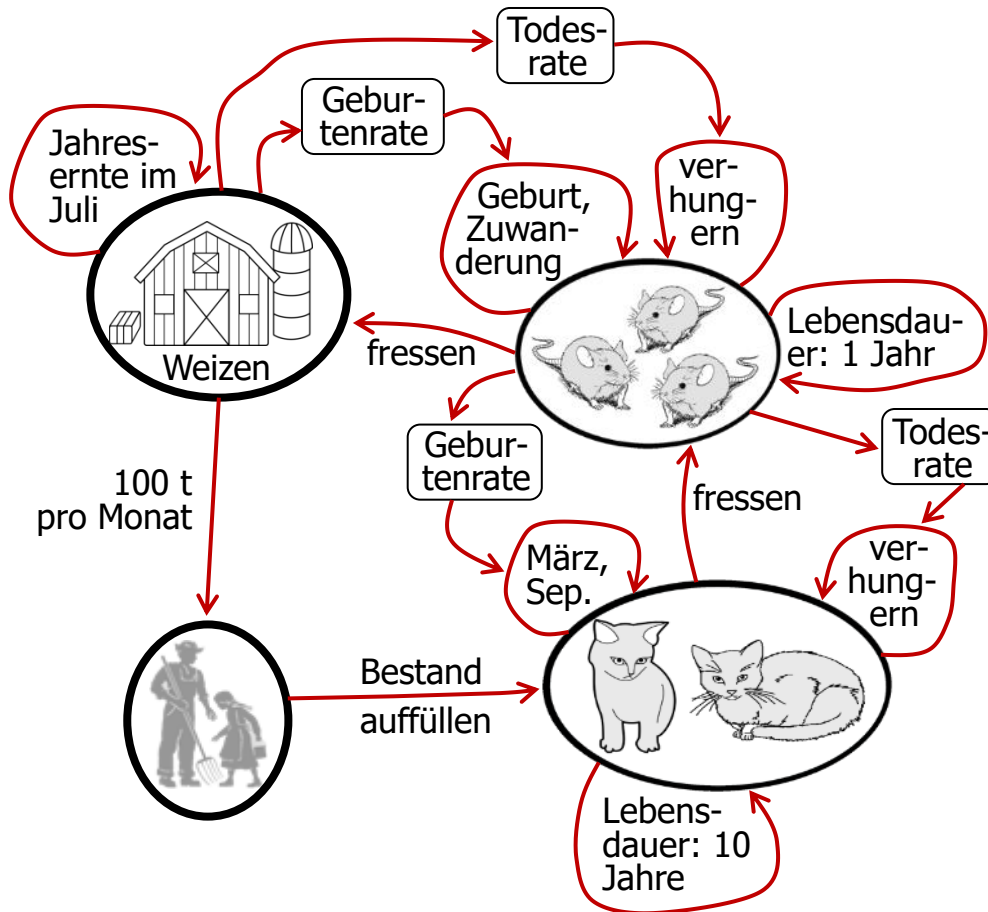 Todes-
rate
Gebur-
tenrate
Jahres-
ernte im
Juli
Geburt,
Zuwan-
derung
ver-
hung-
ern
Weizen
fressen
Lebensdau-
er: 1 Jahr
Gebur-
tenrate
Todes-
rate
100 t
pro Monat
fressen
März,
Sep.
ver-
hung-
ern
Bestand
auffüllen
Lebens-
dauer: 10
Jahre